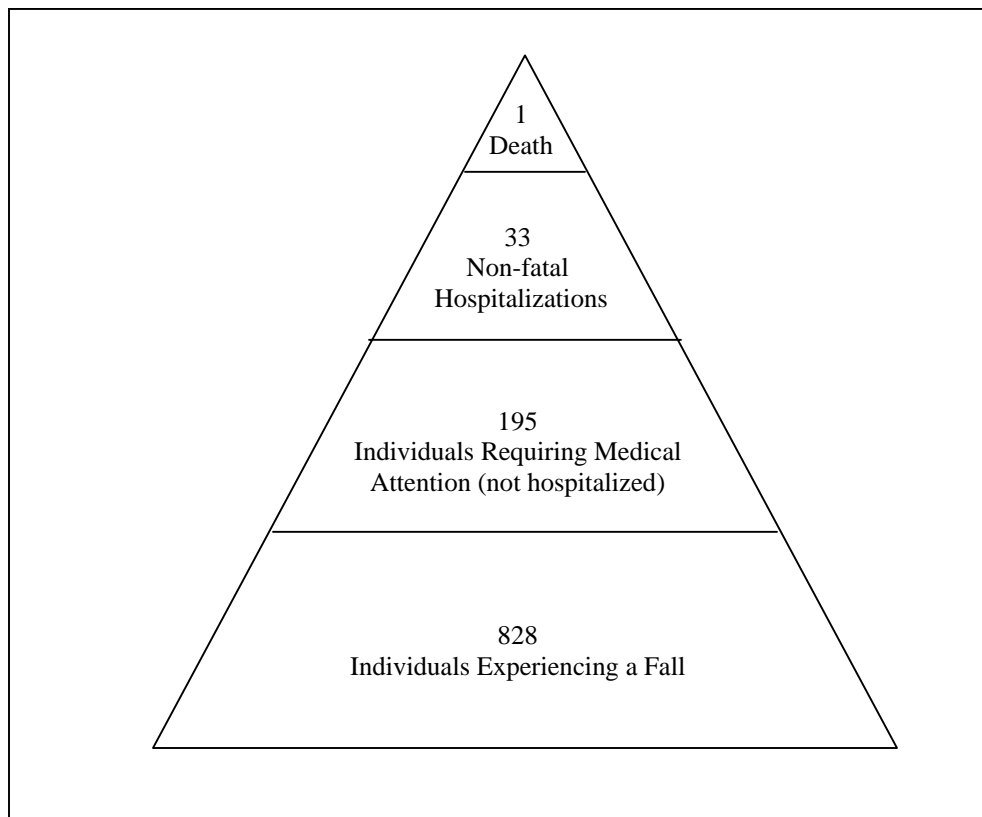 1
Death
33
Non-fatal
Hospitalizations
195
Individuals Requiring Medical
Attention (not hospitalized)
828
Individuals Experiencing a Fall